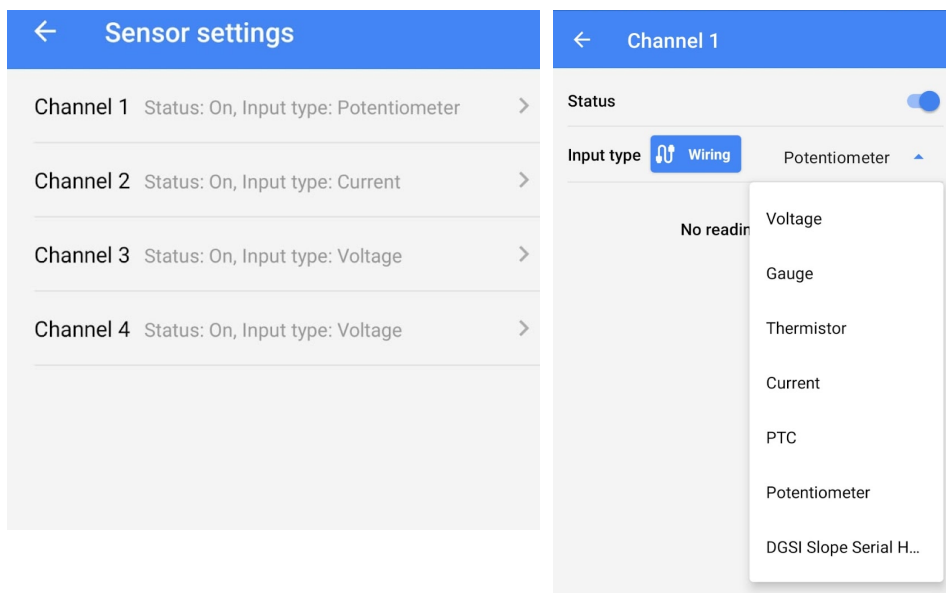 Sensor settings
Channel 1 Status: On, Input type: Potentiometer
Channel 2 Status: On, Input type: Current
Channel 3 Status: On, Input type: Voltage
Channel 4 Status: On, Input type: Voltage
Channel 1
Status
Input type Wiring Potentiometer
No readin
Voltage
Gauge
Thermistor
Current
PTC
Potentiometer
DGSI Slope Serial H...